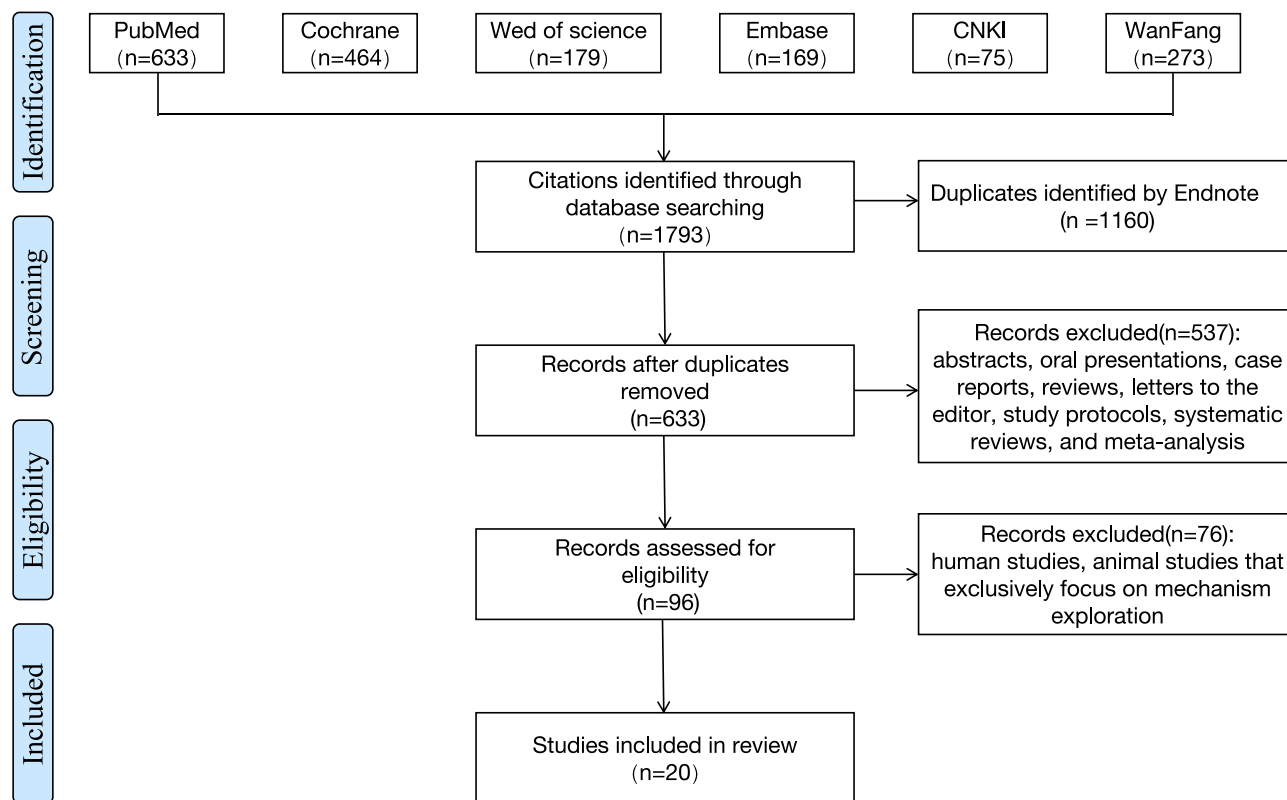 Identification
PubMed
(n=633)
Cochrane
(n=464)
Wed of science
(n=179)
Embase
(n=169)
CNKI
(n=75)
WanFang
(n=273)
Citations identified through
database searching
(n=1793)
Duplicates identified by Endnote
(n =1160)
Screening
Records after duplicates
removed
(n=633)
Records excluded(n=537):
abstracts, oral presentations, case
reports, reviews, letters to the
editor, study protocols, systematic
reviews, and meta-analysis
Eligibility
Records assessed for
eligibility
(n=96)
Records excluded(n=76):
human studies, animal studies that
exclusively focus on mechanism
exploration
Included
Studies included in review
(n=20)